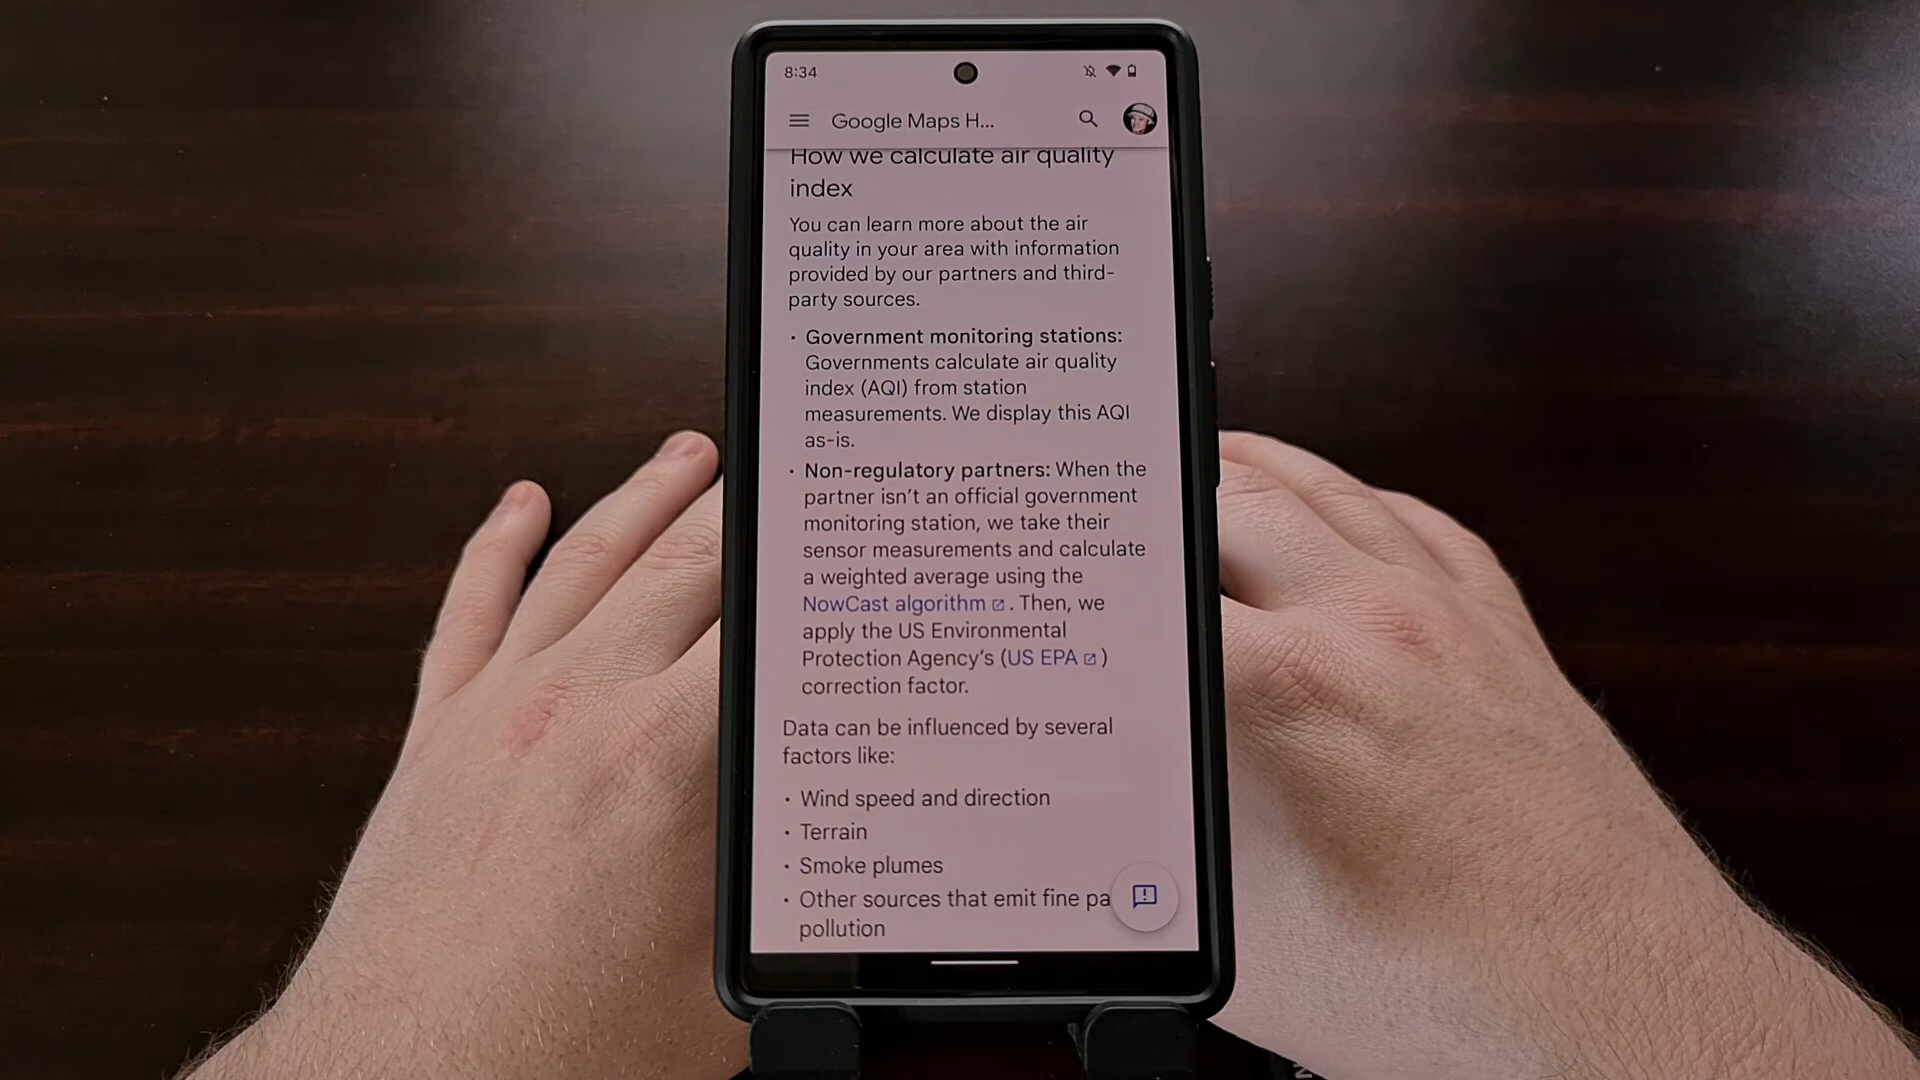 8:34
Google Maps H...
How we calculate air quality
index
You can learn more about the air
quality in your area with information
provided by our partners and third-
party sources.
• Government monitoring stations:
Governments calculate air quality
index (AQI) from station
measurements. We display this AQI
as-is.
• Non-regulatory partners: When the
partner isn’t an official government
monitoring station, we take their
sensor measurements and calculate
a weighted average using the
NowCast algorithm. Then, we
apply the US Environmental
Protection Agency’s (US EPA)
correction factor.
Data can be influenced by several
factors like:
• Wind speed and direction
• Terrain
• Smoke plumes
• Other sources that emit fine pa
pollution